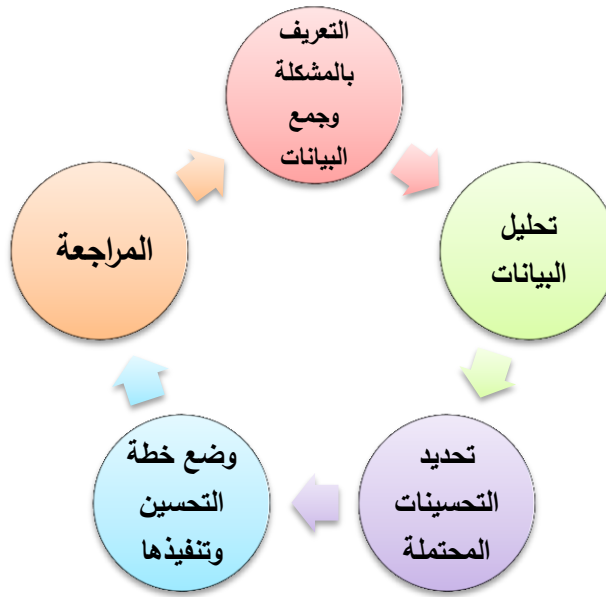 التعريف
بالمشكلة
وجمع
البيانات
تحليل
البيانات
تحديد
التحسينات
المحتملة
وضع خطة
التحسين
وتنفيذها
المراجعة